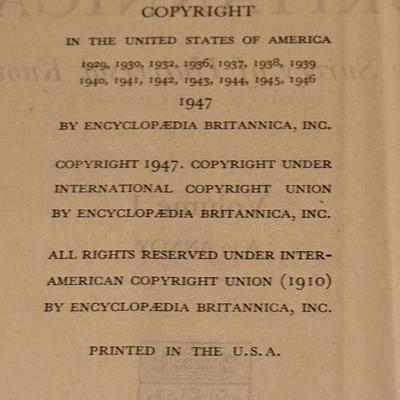 COPYRIGHT
IN THE UNITED STATES OF AMERICA
1929, 1930, 1932, 1936, 1937, 1938, 1939
1940, 1941, 1942, 1943, 1944, 1945, 1946
1947
BY ENCYCLOPÆDIA BRITANNICA, INC.
COPYRIGHT 1947. COPYRIGHT UNDER
INTERNATIONAL COPYRIGHT UNION
BY ENCYCLOPÆDIA BRITANNICA, INC.
ALL RIGHTS RESERVED UNDER INTER-
AMERICAN COPYRIGHT UNION (1910)
BY ENCYCLOPÆDIA BRITANNICA, INC.
PRINTED IN THE U.S.A.